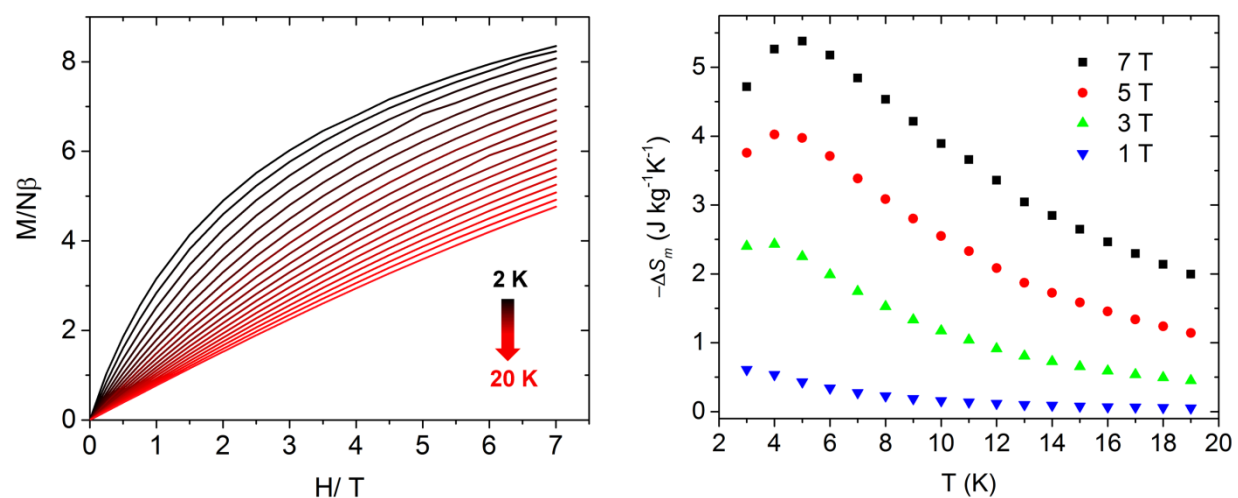 8
6
4
2
0
M/Nβ
0 1 2 3 4 5 6 7
H/ T
2 K
20 K
5
4
3
2
1
0
−ΔSₘ (J kg⁻¹K⁻¹)
7 T
5 T
3 T
1 T
2 4 6 8 10 12 14 16 18 20
T (K)